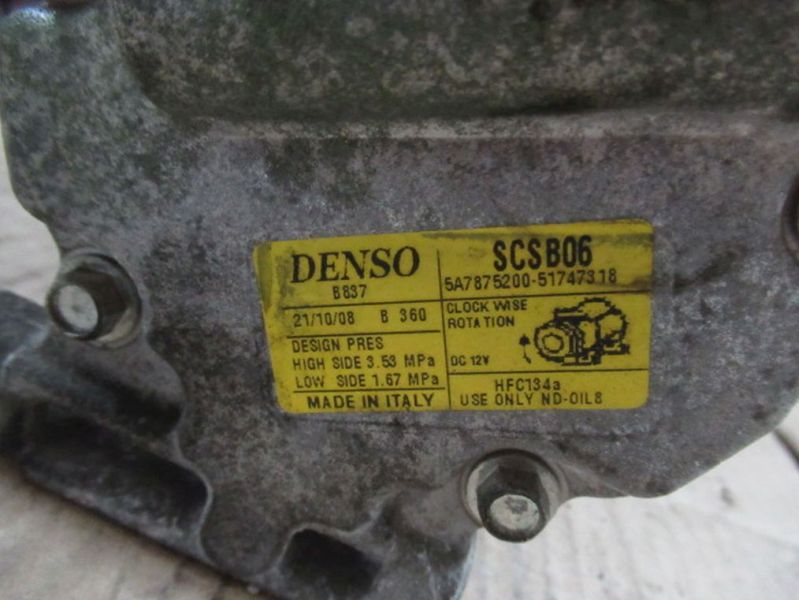 DENSO
B837
SCSB06
5A7875200-51747318
21/10/08 B 360
CLOCK WISE
ROTATION
DESIGN PRES
HIGH SIDE 3.53 MPa
LOW SIDE 1.67 MPa
DC 12V
MADE IN ITALY
HFC134a
USE ONLY ND-OIL8